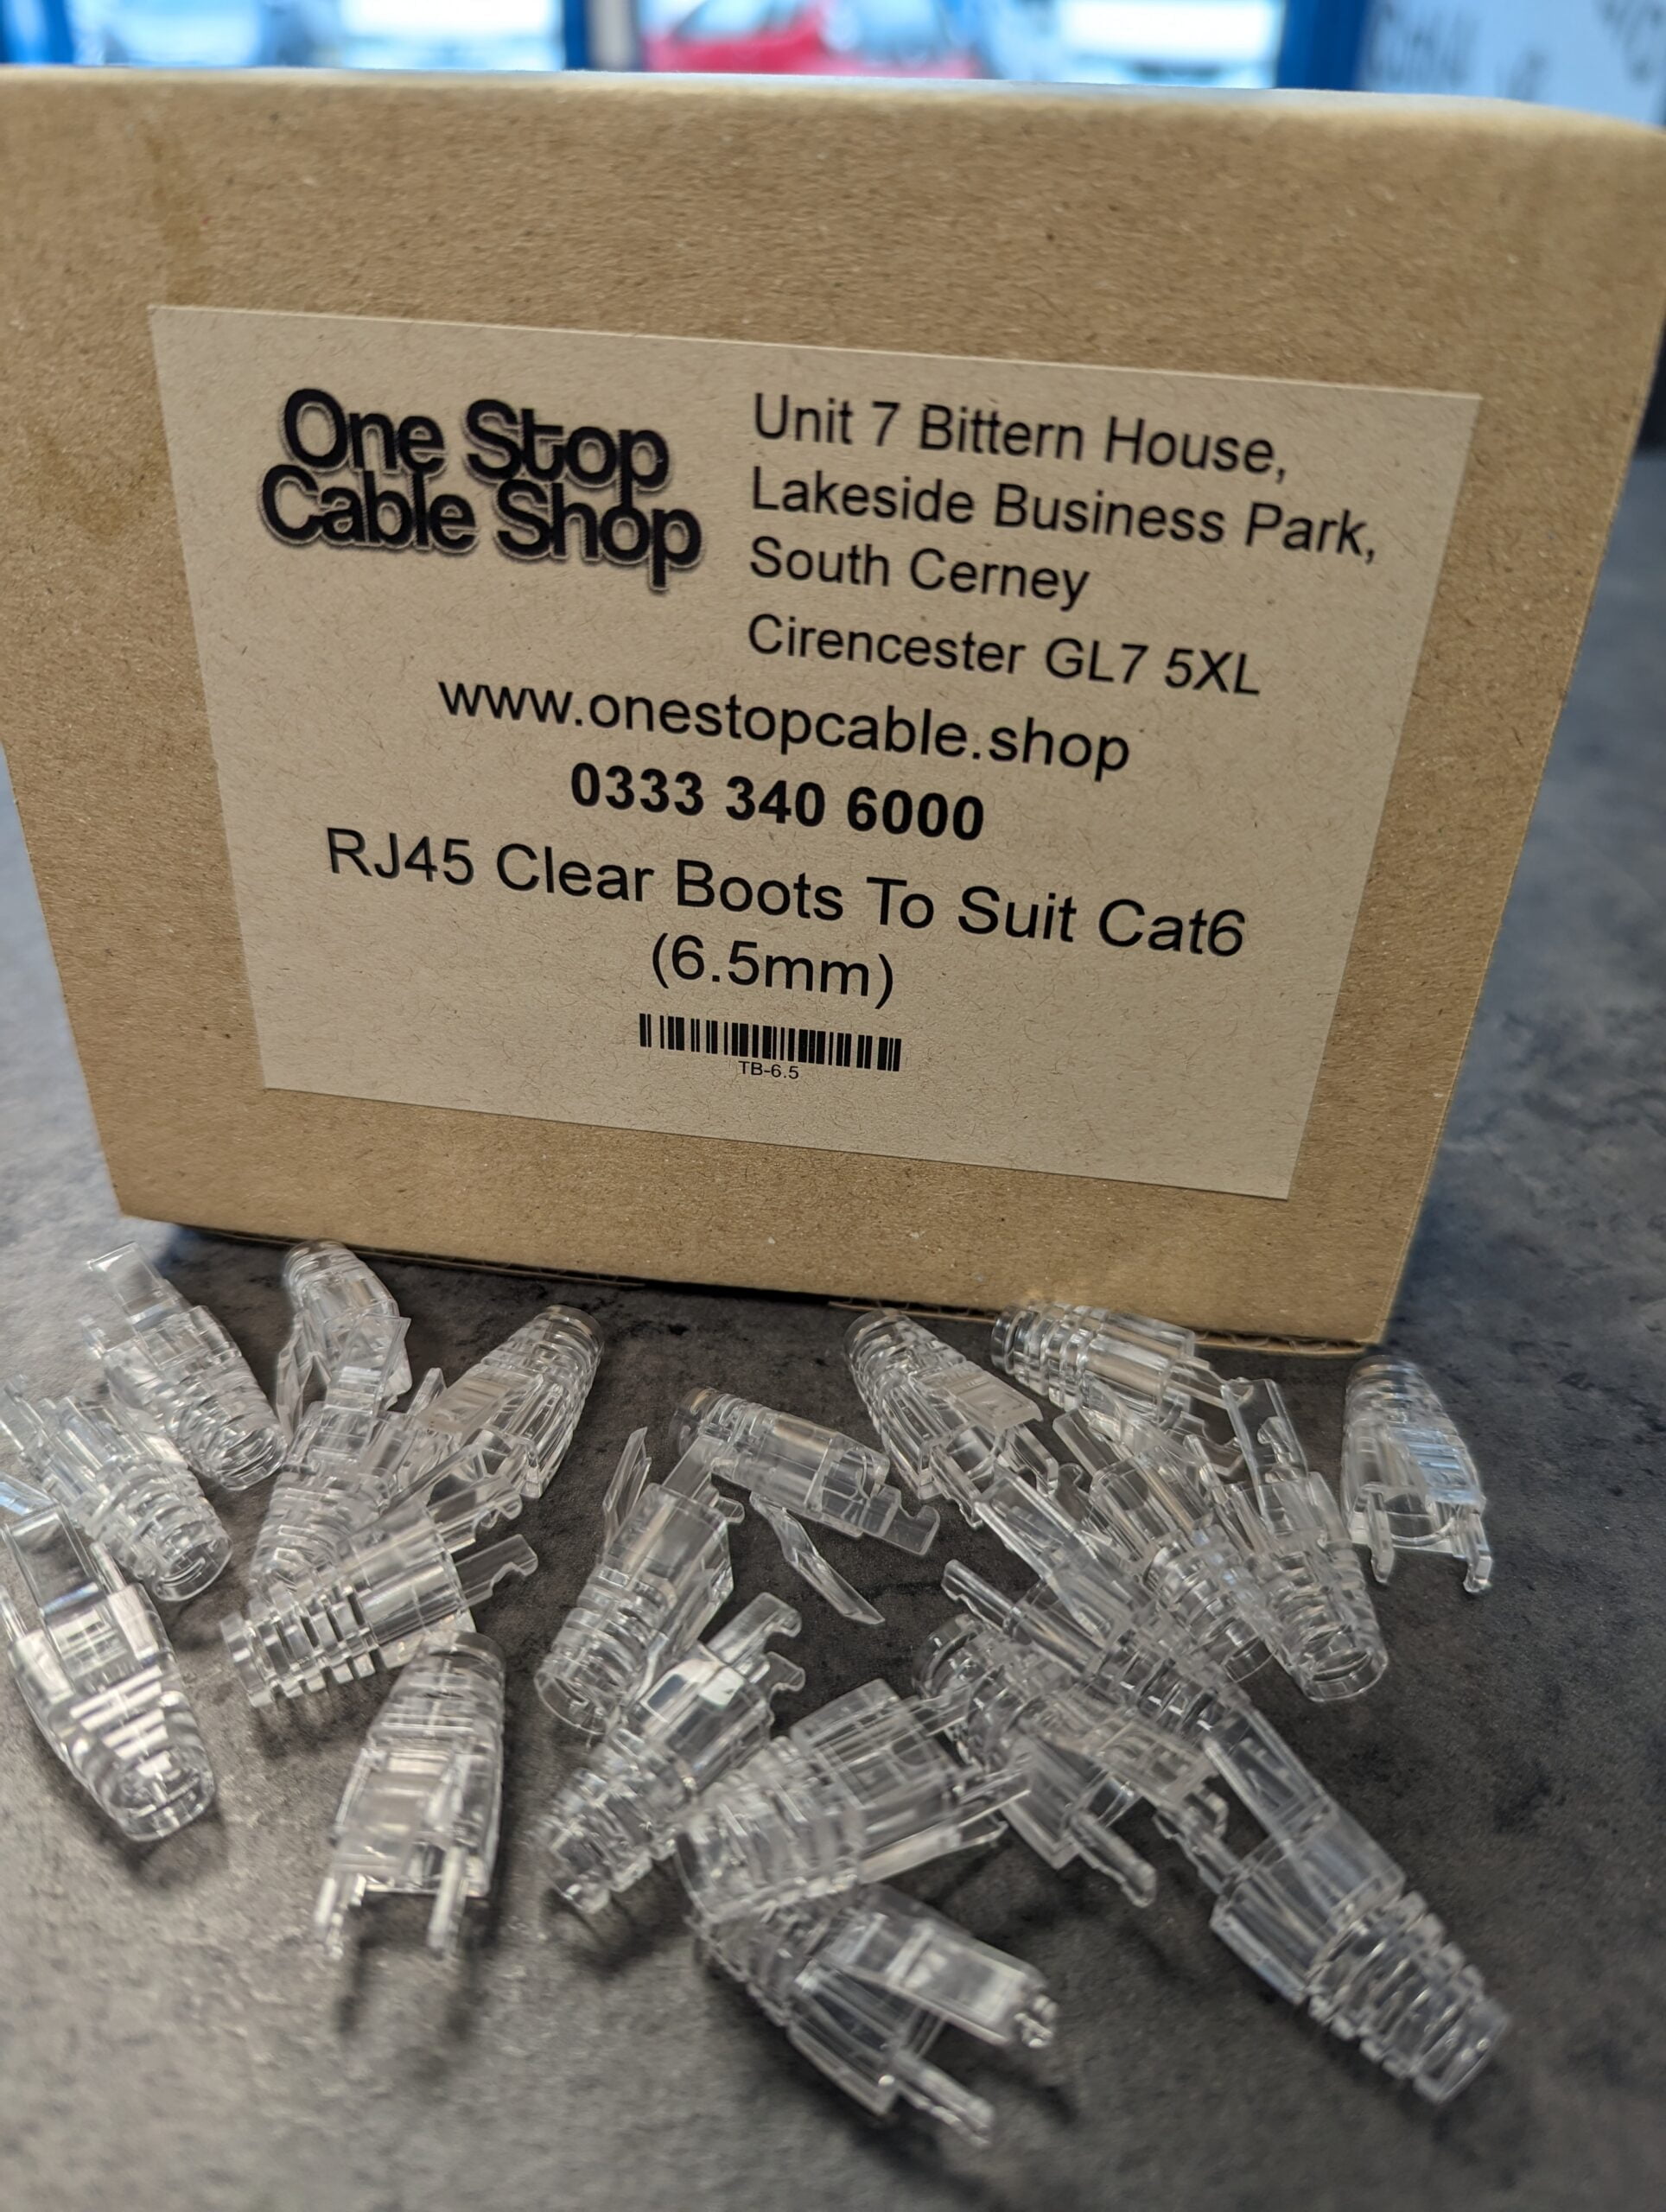 One Stop
Cable Shop
Unit 7 Bittern House,
Lakeside Business Park,
South Cerney
Cirencester GL7 5XL
www.onestopcable.shop
0333 340 6000
RJ45 Clear Boots To Suit Cat6
(6.5mm)
TB-6.5